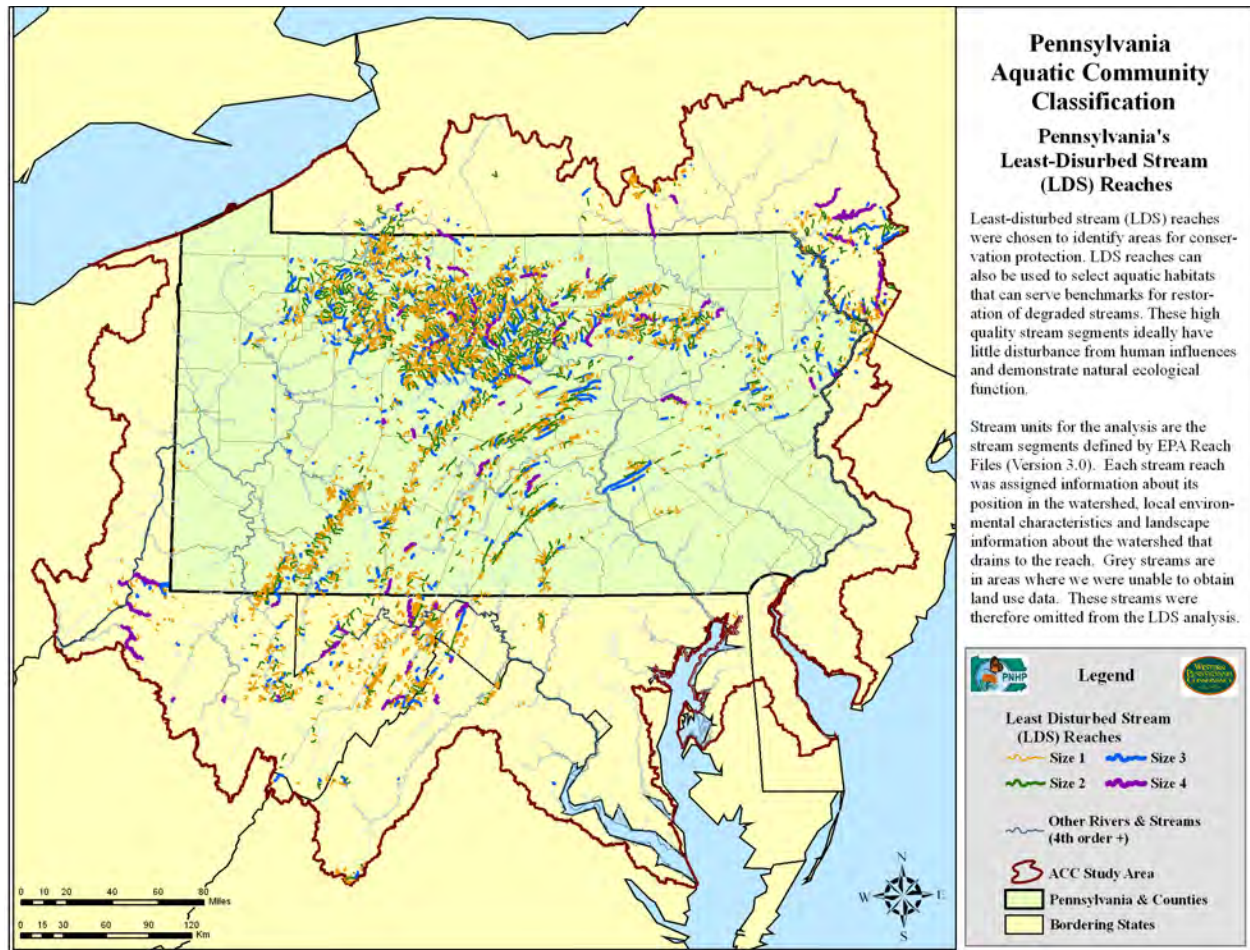 Pennsylvania
Aquatic Community
Classification
Pennsylvania's
Least-Disurbed Stream
(LDS) Reaches
Least-disturbed stream (LDS) reaches
were chosen to identify areas for conser-
vation protection. LDS reaches can
also be used to select aquatic habitats
that can serve benchmarks for restor-
ation of degraded streams. These high
quality stream segments ideally have
little disturbance from human influences
and demonstrate natural ecological
function.
Stream units for the analysis are the
stream segments defined by EPA Reach
Files (Version 3.0). Each stream reach
was assigned information about its
position in the watershed, local environ-
mental characteristics and landscape
information about the watershed that
drains to the reach. Grey streams are
in areas where we were unable to obtain
land use data. These streams were
therefore omitted from the LDS analysis.
PNHP
Legend
WESTERN
PENNSYLVANIA
CONSERVANCY
Least Disturbed Stream
(LDS) Reaches
Size 1
Size 3
Size 2
Size 4
Other Rivers & Streams
(4th order +)
ACC Study Area
Pennsylvania & Counties
Bordering States
0 10 20 40 60 80
Miles
0 15 30 60 90 120
Km
N
W
E
S